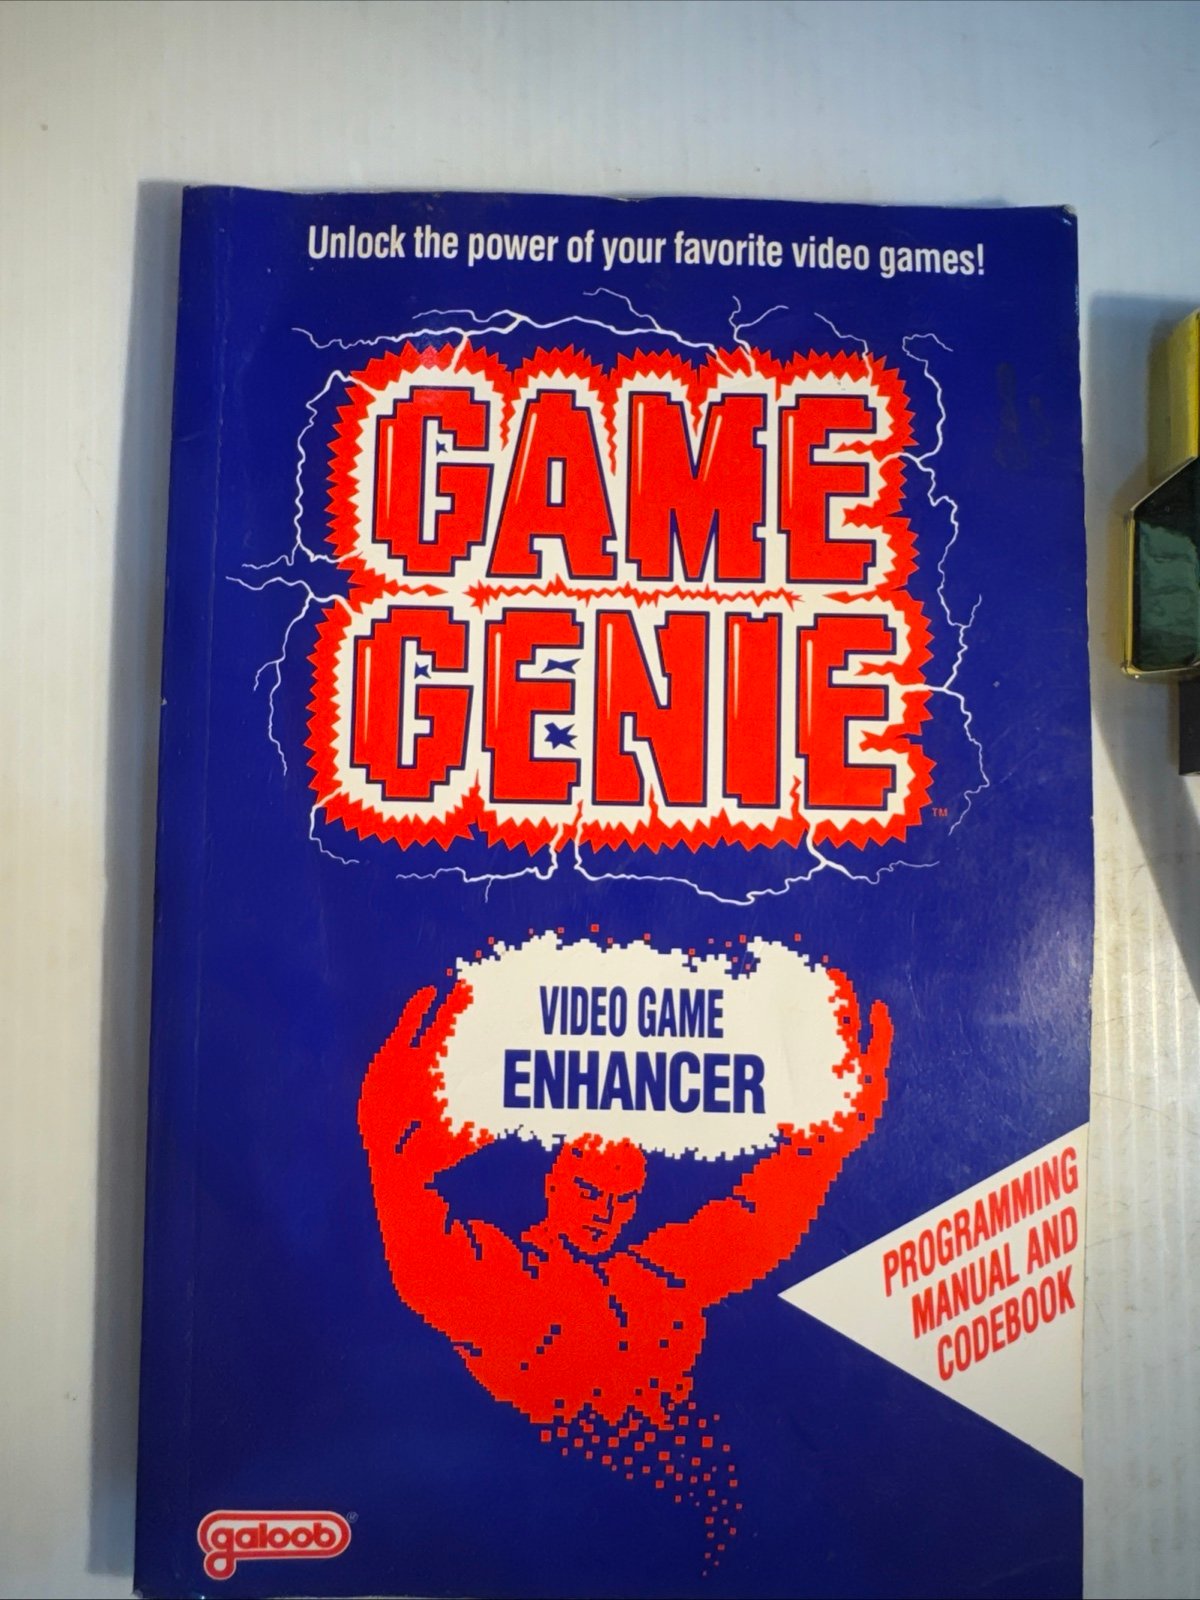 Unlock the power of your favorite video games!
GAME
GENIE
TM
VIDEO GAME
ENHANCER
PROGRAMMING
MANUAL AND
CODEBOOK
galoob®